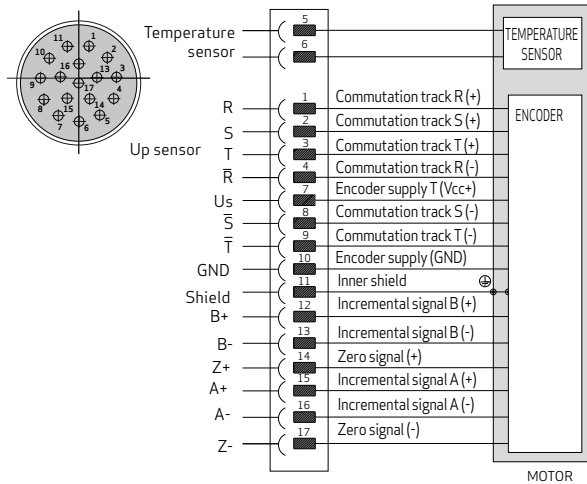 11
1
10
2
16
13
3
9
17
8
15
14
4
7
6
5
Up sensor
Temperature
sensor
5
6
TEMPERATURE
SENSOR
R
1
Commutation track R (+)
ENCODER
S
2
Commutation track S (+)
T
3
Commutation track T (+)
R̅
4
Commutation track R (-)
Us
7
Encoder supply T (Vcc+)
S̅
8
Commutation track S (-)
T̅
9
Commutation track T (-)
GND
10
Encoder supply (GND)
Shield
11
Inner shield
B+
12
Incremental signal B (+)
B-
13
Incremental signal B (-)
Z+
14
Zero signal (+)
A+
15
Incremental signal A (+)
A-
16
Incremental signal A (-)
Z-
17
Zero signal (-)
MOTOR